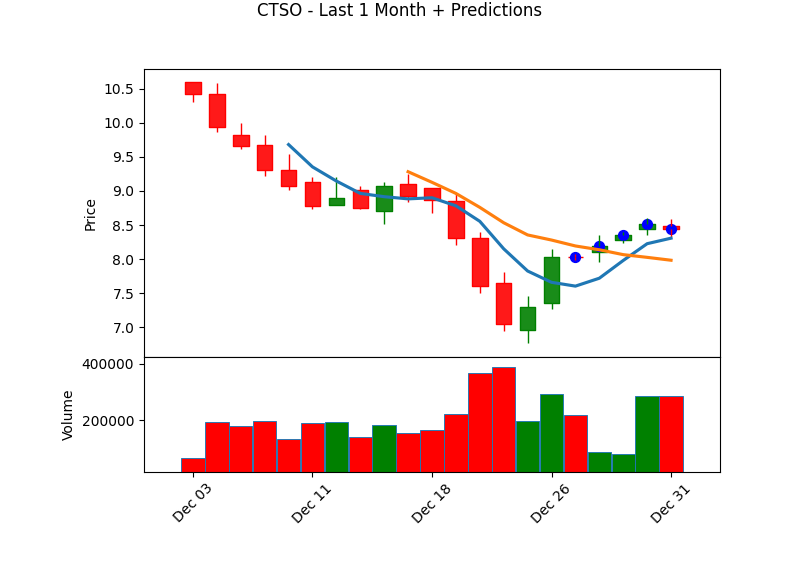 CTSO - Last 1 Month + Predictions
10.5
10.0
9.5
9.0
8.5
8.0
7.5
7.0
Price
400000
200000
Volume
Dec 03
Dec 11
Dec 18
Dec 26
Dec 31